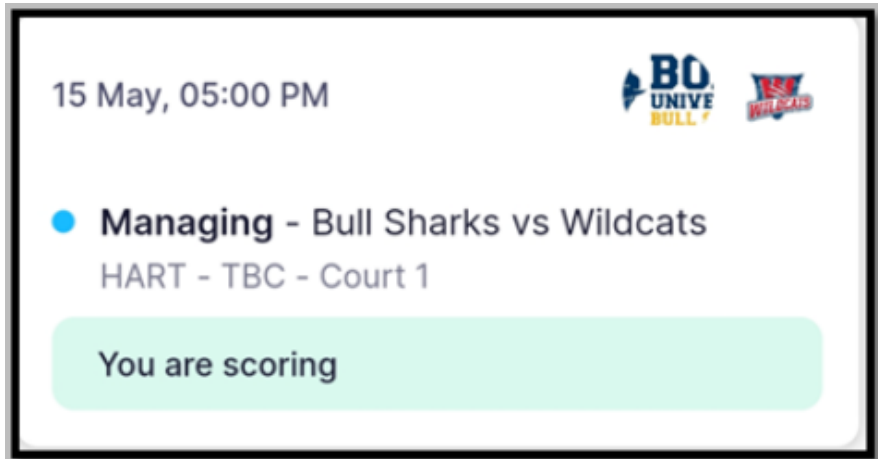 15 May, 05:00 PM
BO
UNIVE
BULL
WILDCATS
Managing - Bull Sharks vs Wildcats
HART - TBC - Court 1
You are scoring